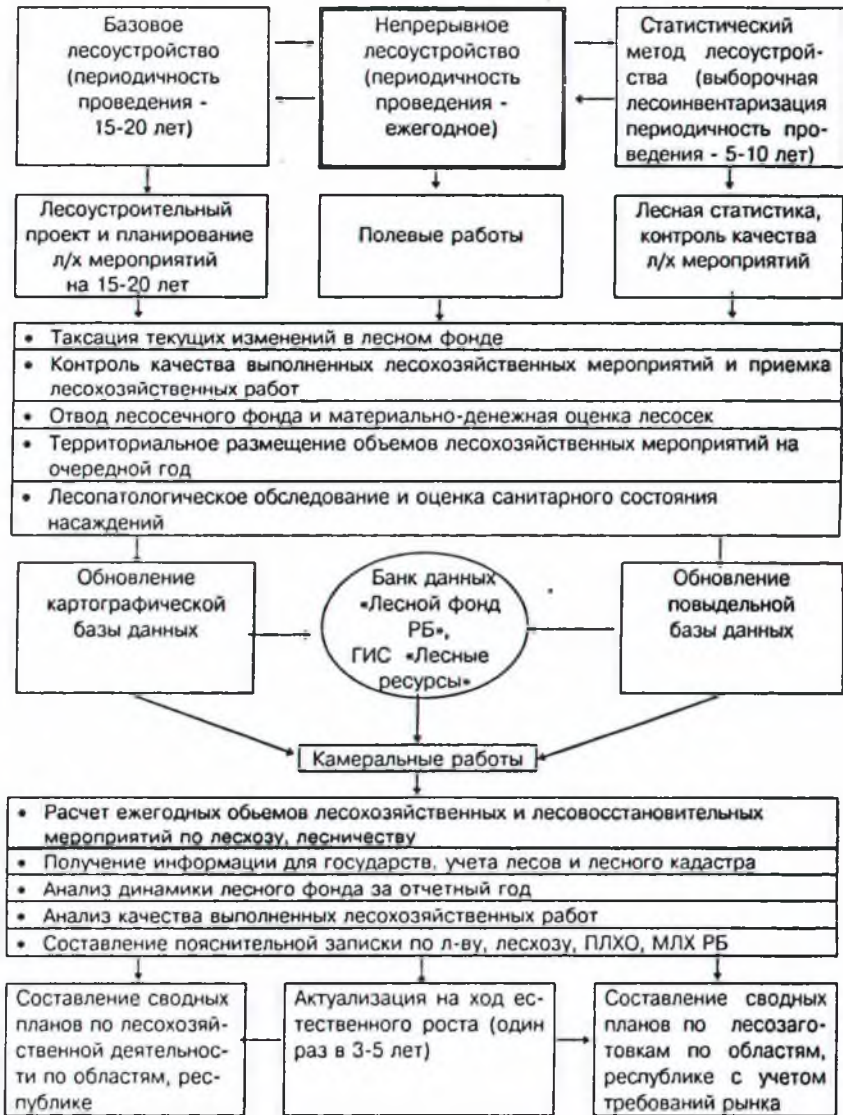 Базовое
лесоустройство
(периодичность
проведения -
15-20 лет)
Непрерывное
лесоустройство
(периодичность
проведения -
ежегодное)
Статистический
метод лесоустрой-
ства (выборочная
лесоинвентаризация
периодичность про-
ведения - 5-10 лет)
Лесоустроительный
проект и планирование
л/х мероприятий
на 15-20 лет
Полевые работы
Лесная статистика,
контроль качества
л/х мероприятий
• Таксация текущих изменений в лесном фонде
• Контроль качества выполненных лесохозяйственных мероприятий и приемка
лесохозяйственных работ
• Отвод лесосечного фонда и материально-денежная оценка лесосек
• Территориальное размещение объемов лесохозяйственных мероприятий на
очередной год
• Лесопатологическое обследование и оценка санитарного состояния
насаждений
Обновление
картографической
базы данных
Банк данных
«Лесной фонд
РБ»,
ГИС «Лесные
ресурсы»
Обновление
повыдельной
базы данных
Камеральные работы
• Расчет ежегодных обьемов лесохозяйственных и лесовосстановительных
мероприятий по лесхозу, лесничеству
• Получение информации для государств, учета лесов и лесного кадастра
• Анализ динамики лесного фонда за отчетный год
• Анализ качества выполненных лесохозяйственных работ
• Составление пояснительной записки по л-ву, лесхозу, ПЛХО, МЛХ РБ
Составление сводных
планов по лесохозяй-
ственной деятельнос-
ти по областям, рес-
публике
Актуализация на ход ес-
тественного роста (один
раз в 3-5 лет)
Составление сводных
планов по лесозаго-
товкам по областям,
республике с учетом
требований рынка